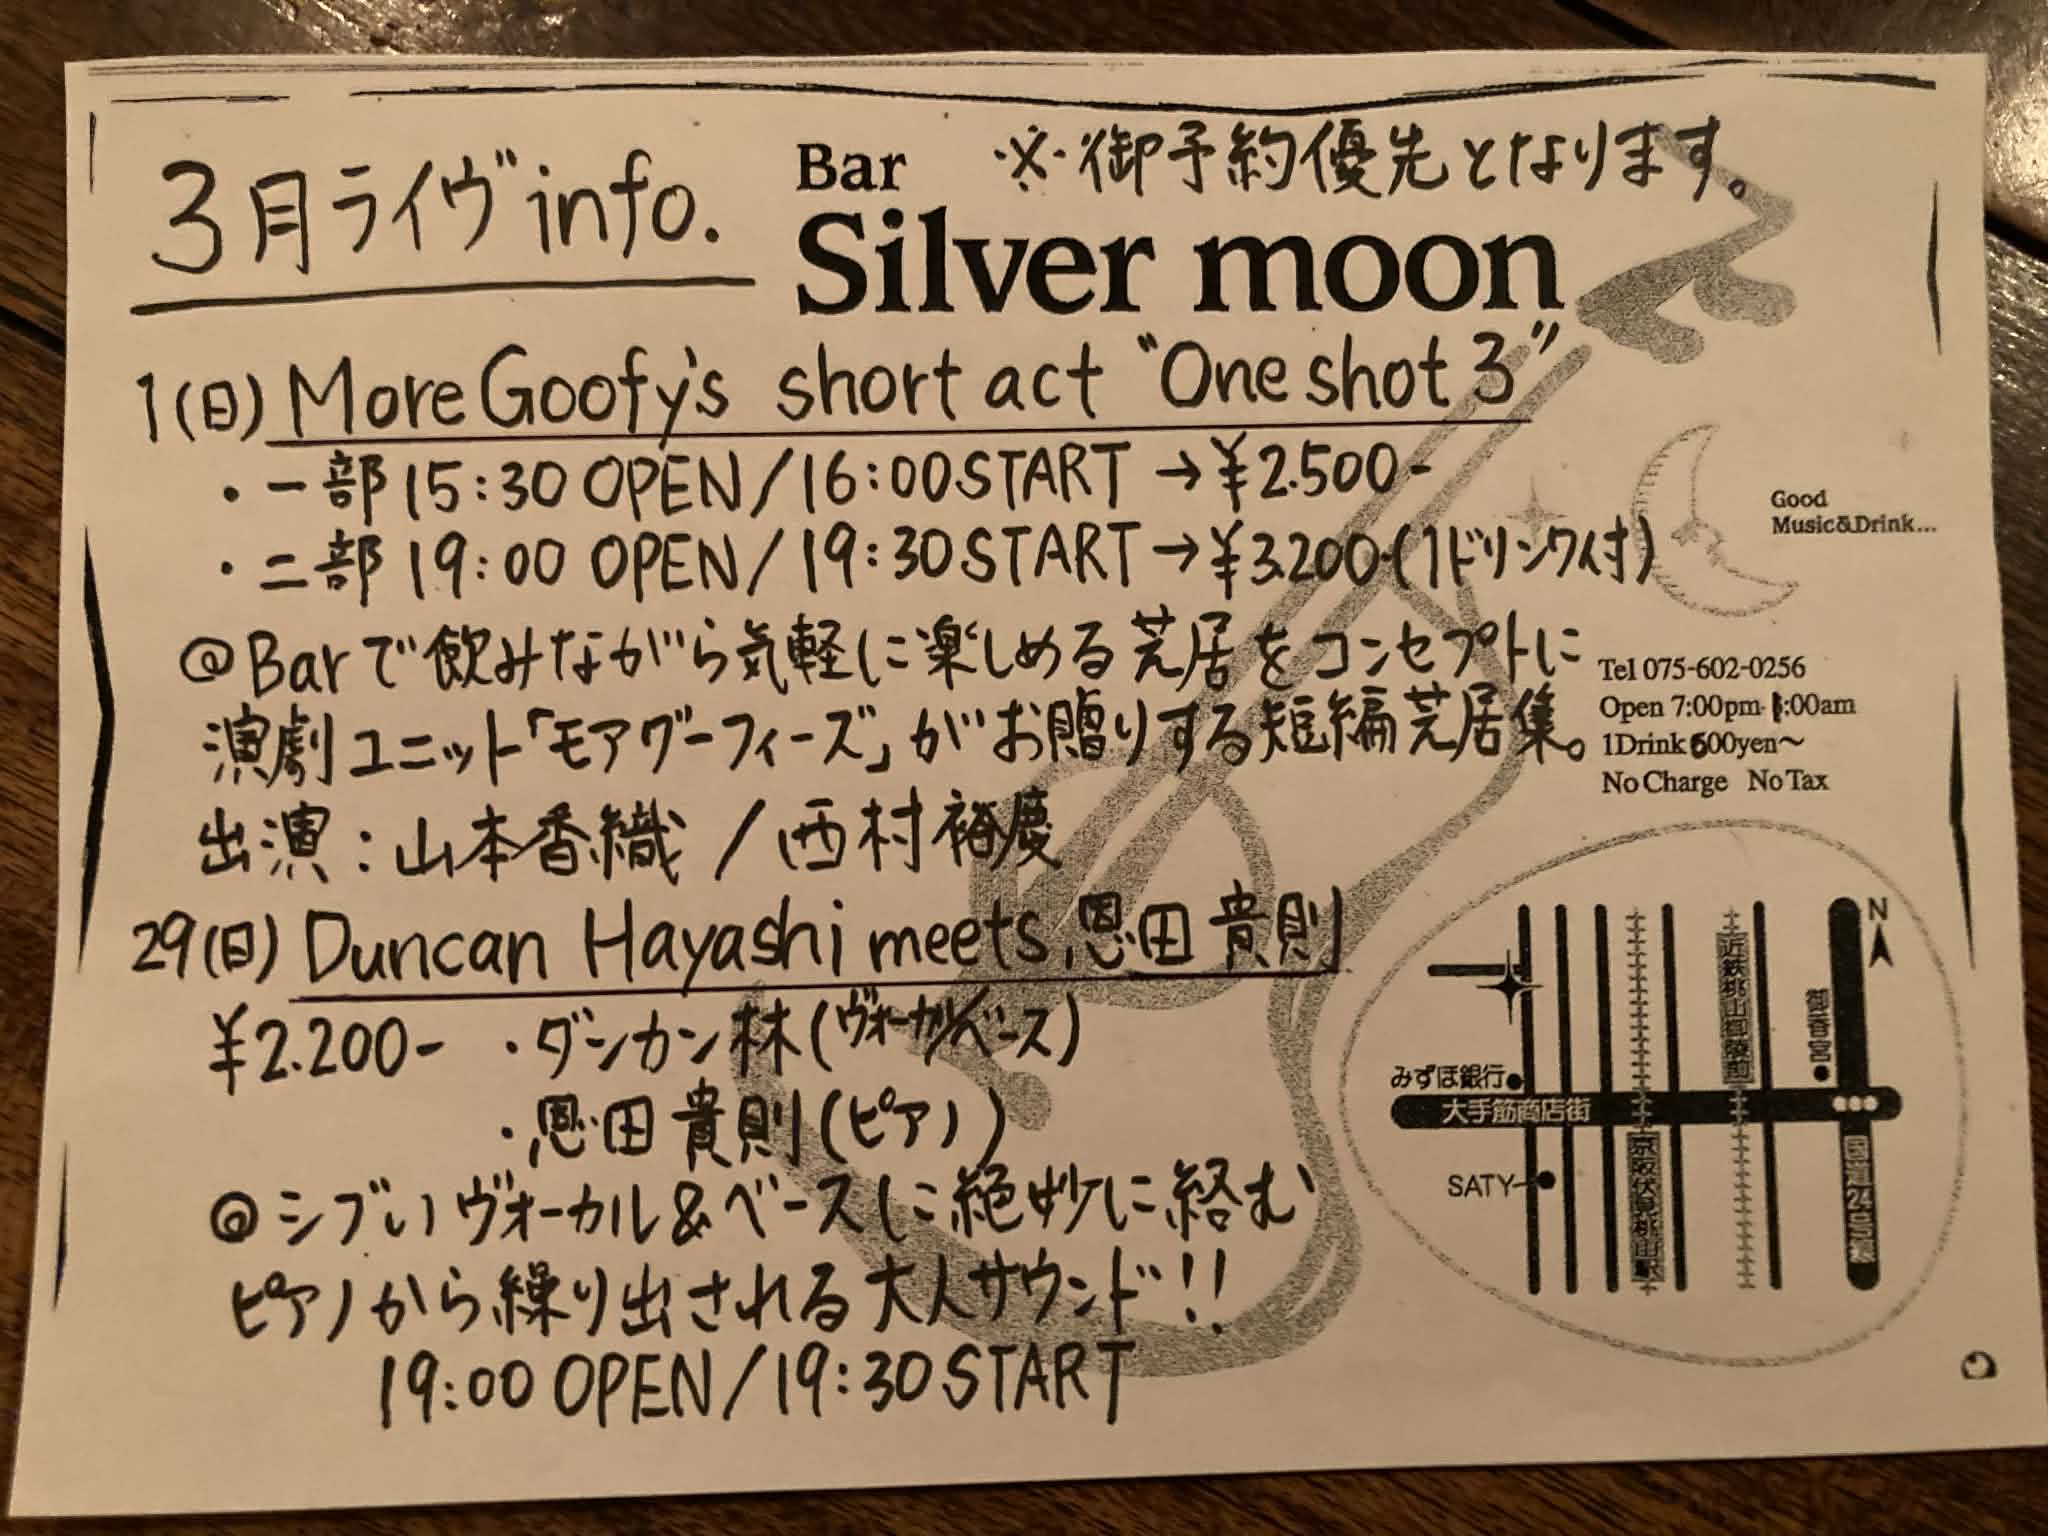 3月ライヴinfo.
Bar
※御予約優先となります。
Silver moon
1(日) More Goofy's short act "One shot 3"
・一部 15:30 OPEN/16:00 START→¥2.500-
・二部 19:00 OPEN/19:30 START→¥3.200-(1ドリンク付)
Good
Music&Drink...
@Barで飲みながら気軽に楽しめる芝居をコンセプトに
演劇ユニット「モアグーフィーズ」がお贈りする短編芝居集。
出演:山本香織/西村裕慶
Tel 075-602-0256
Open 7:00pm-1:00am
1Drink 600yen〜
No Charge No Tax
29(日) Duncan Hayashi meets 恩田貴則
¥2.200- ・ダンカン林(ヴォーカル/ベース)
・恩田貴則(ピアノ)
@シブいヴォーカル&ベースに絶妙に絡む
ピアノから繰り出される大人サウンド!!
19:00 OPEN/19:30 START
N
近鉄桃山御陵前
御香宮
みずほ銀行
大手筋商店街
SATY
京阪伏見桃山駅
国道24号線